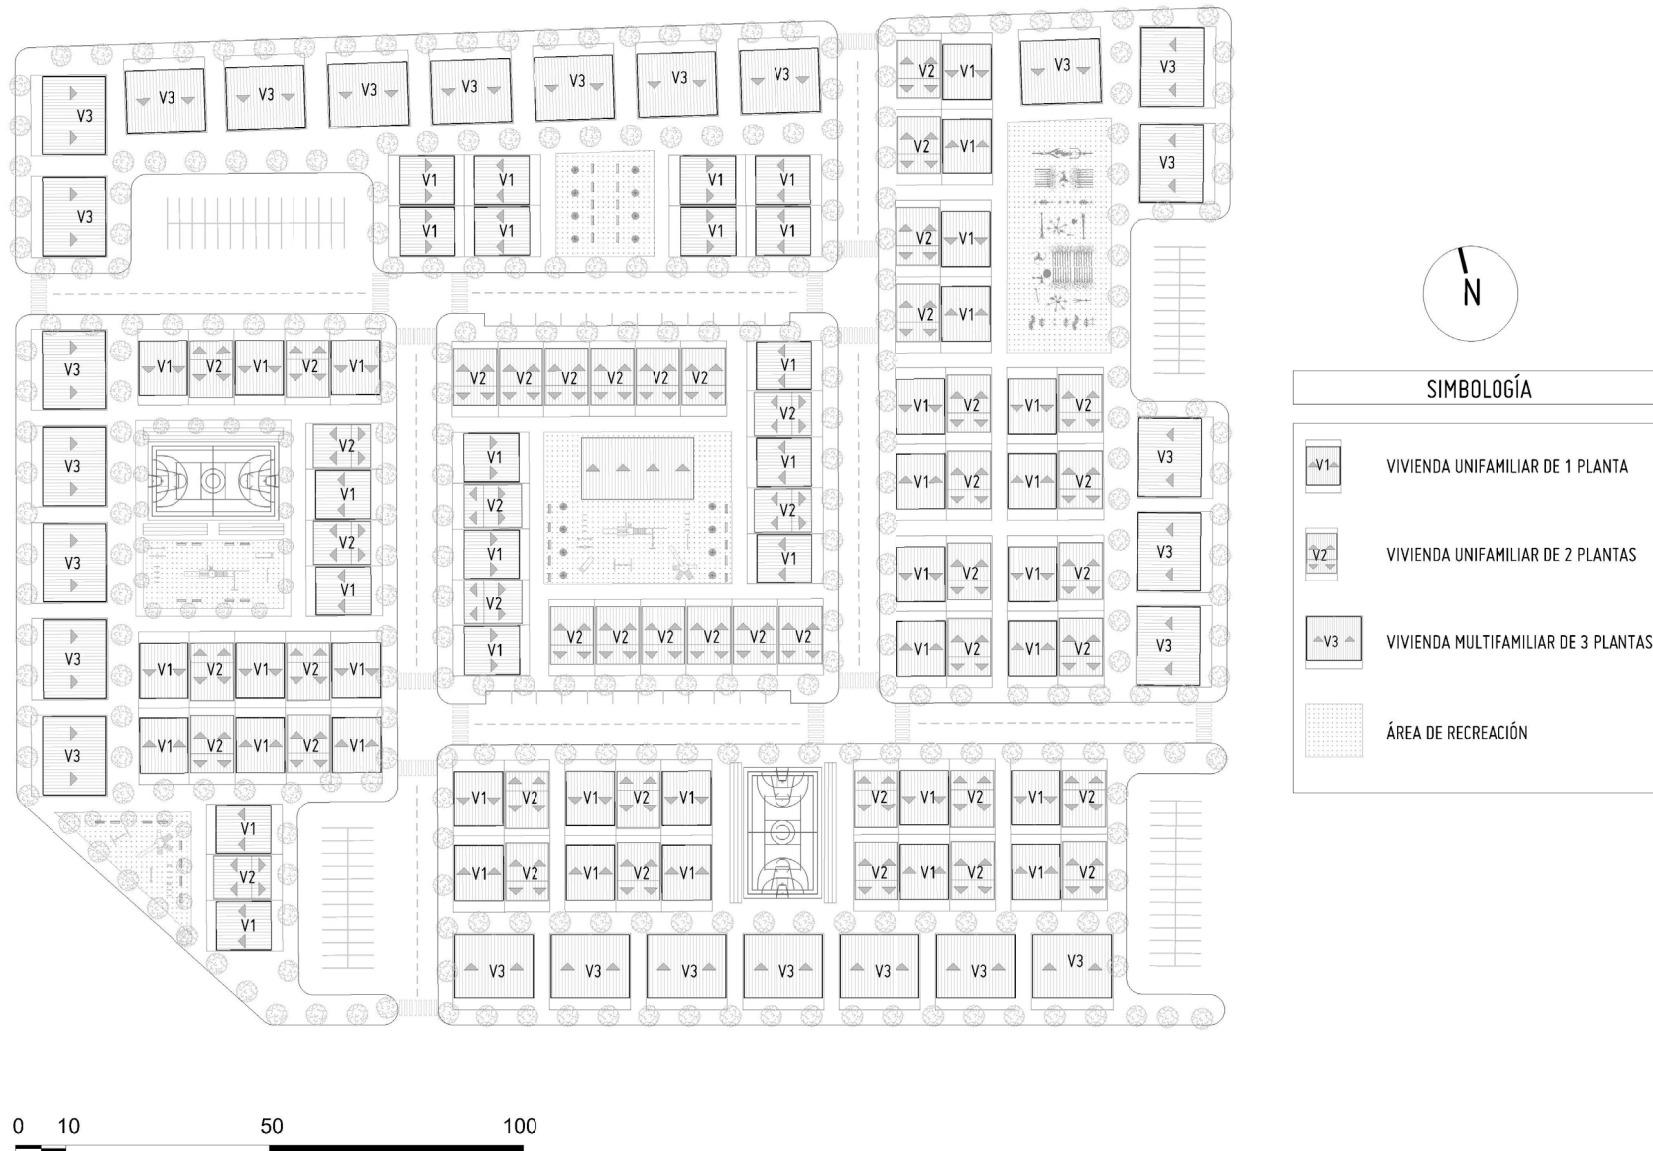 V3 V3 V3 V3 V3 V3 V3
V3
V3
V1 V1 V1 V1
V1 V1 V1 V1
V2 V1 V3 V3
V2 V1 V3
V2 V1
V2 V1
V1 V2 V1 V2
V1 V2 V1 V2
V1 V2 V1 V2
V1 V2 V1 V2
V3
V3
V3
V3 V1 V2 V1 V2 V1
V3
V3
V3
V3
V2
V1
V2
V1
V1 V2 V1 V2 V1
V1 V2 V1 V2 V1
V1
V2
V1
V2 V2 V2 V2 V2 V2
V1
V2
V1
V2
V1
V1
V2
V1
V2
V1
V2 V2 V2 V2 V2 V2
V1 V2 V1 V2 V1 V2 V1 V2 V1 V2
V1 V2 V1 V2 V1 V2 V1 V2 V1 V2
V3 V3 V3 V3 V3 V3 V3
N
SIMBOLOGÍA
V1 VIVIENDA UNIFAMILIAR DE 1 PLANTA
V2 VIVIENDA UNIFAMILIAR DE 2 PLANTAS
V3 VIVIENDA MULTIFAMILIAR DE 3 PLANTAS
ÁREA DE RECREACIÓN
0 10 50 100